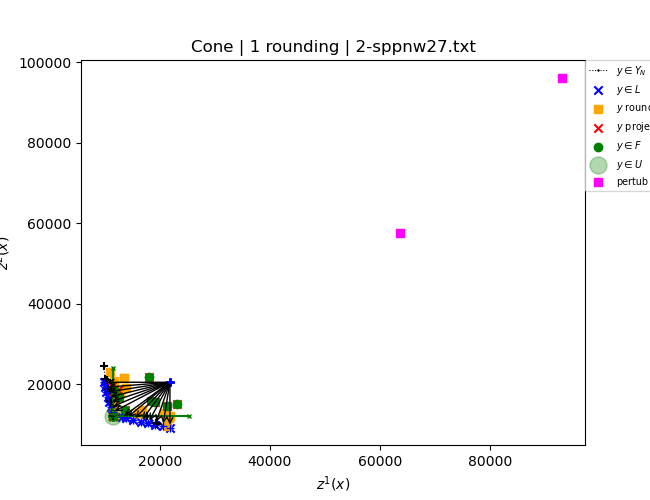 Cone | 1 rounding | 2-sppnw27.txt
100000
80000
60000
40000
20000
20000
40000
60000
80000
z¹(x)
y ∈ Y_N
y ∈ L
y roun
y proje
y ∈ F
y ∈ U
pertub